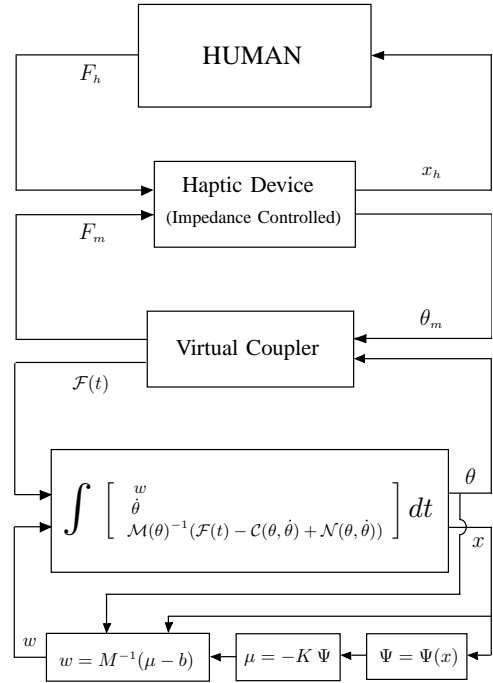 HUMAN
F_h
Haptic Device
x_h
(Impedance Controlled)
F_m
θ_m
Virtual Coupler
ℱ(t)
θ
∫ [ w
θ̇
ℳ(θ)^{-1}(ℱ(t) − 𝒞(θ, θ̇) + 𝒩(θ, θ̇)) ] dt
x
w
w = M^{-1}(μ − b)
μ = −K Ψ
Ψ = Ψ(x)